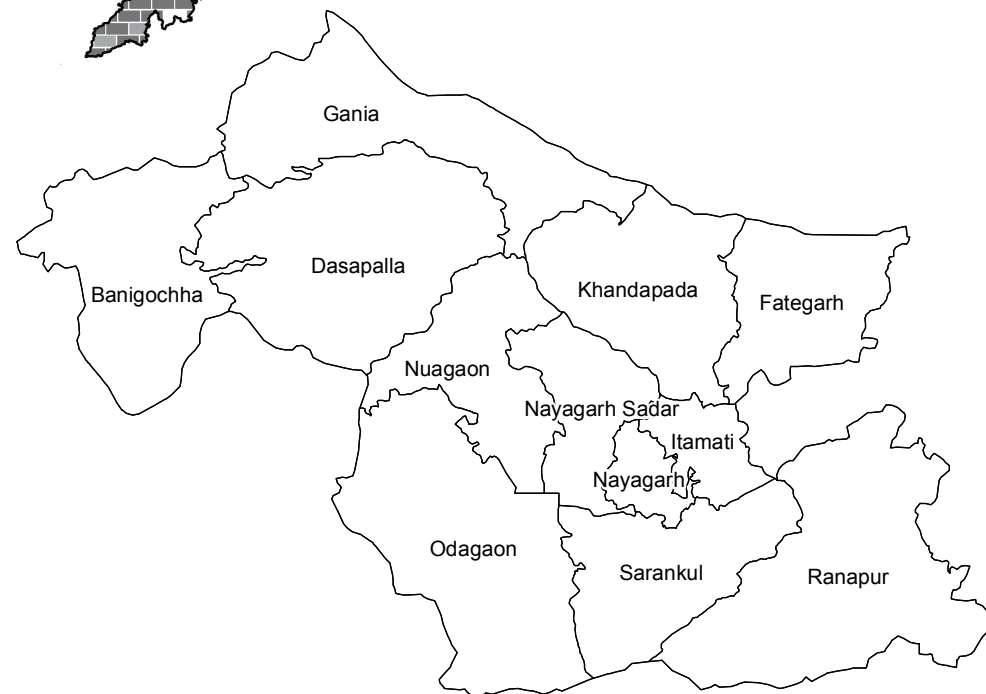 Gania
Dasapalla
Banigochha
Khandapada
Fategarh
Nuagaon
Nayagarh Sadar
Itamati
Nayagarh
Odagaon
Sarankul
Ranapur